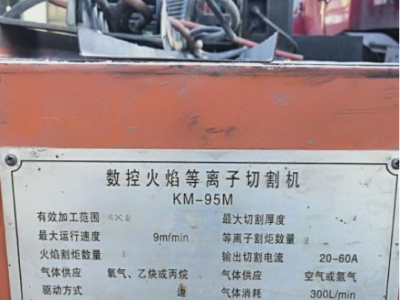 数控火焰等离子切割机
KM-95M
有效加工范围 最大切割厚度
最大运行速度 9m/min 等离子割炬数量
火焰割炬数量 输出切割电流 20-60A
气体供应 氧气、乙炔或丙烷 气体供应 空气或氮气
驱动方式 气体消耗 300L/min